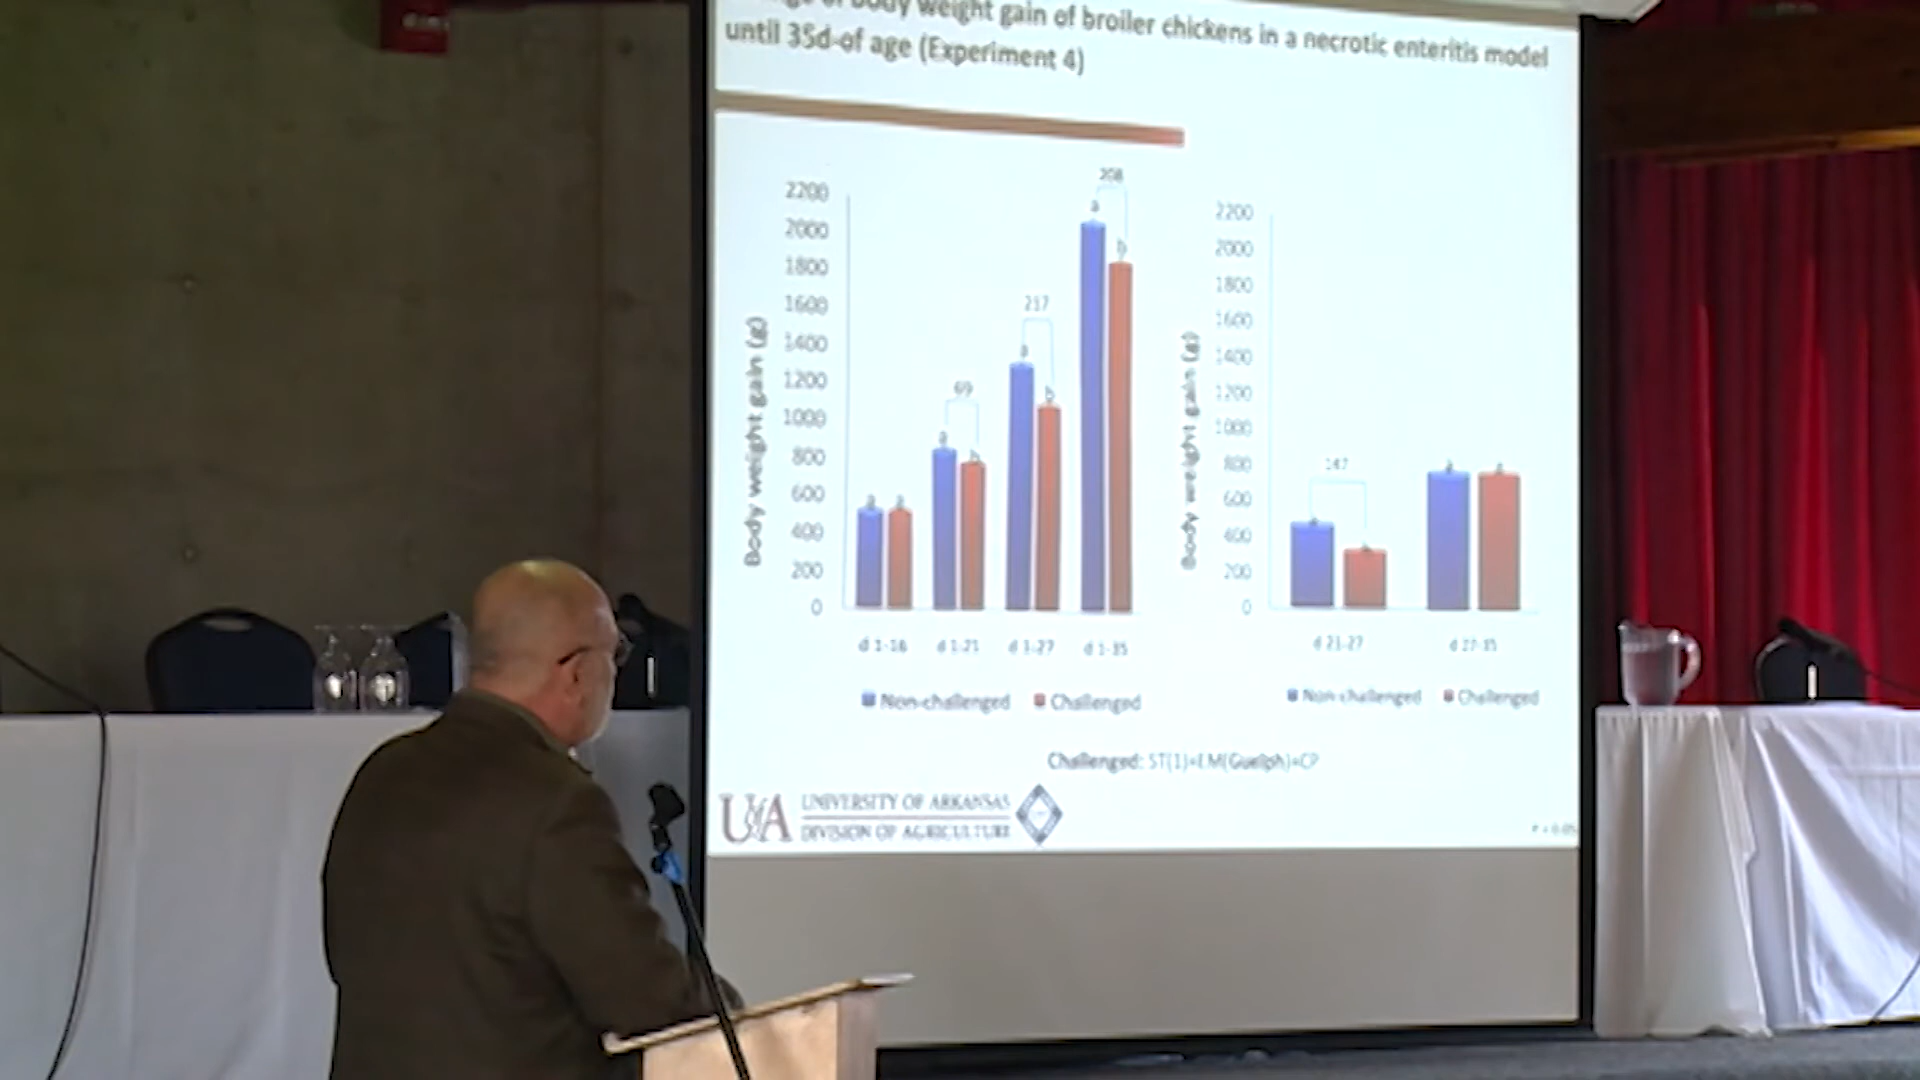 of body weight gain of broiler chickens in a necrotic enteritis model
until 35d-of age (Experiment 4)
Body weight gain (g)
2200
2000
1800
1600
1400
1200
1000
800
600
400
200
0
a
a
a
b
69
a
b
217
a
b
208
d 1-16
d 1-21
d 1-27
d 1-35
Non-challenged
Challenged
Body weight gain (g)
2200
2000
1800
1600
1400
1200
1000
800
600
400
200
0
147
d 21-27
d 27-35
Non-challenged
Challenged
Challenged: ST(1)+EM(Guelph)+CP
UofA
UNIVERSITY OF ARKANSAS
DIVISION OF AGRICULTURE